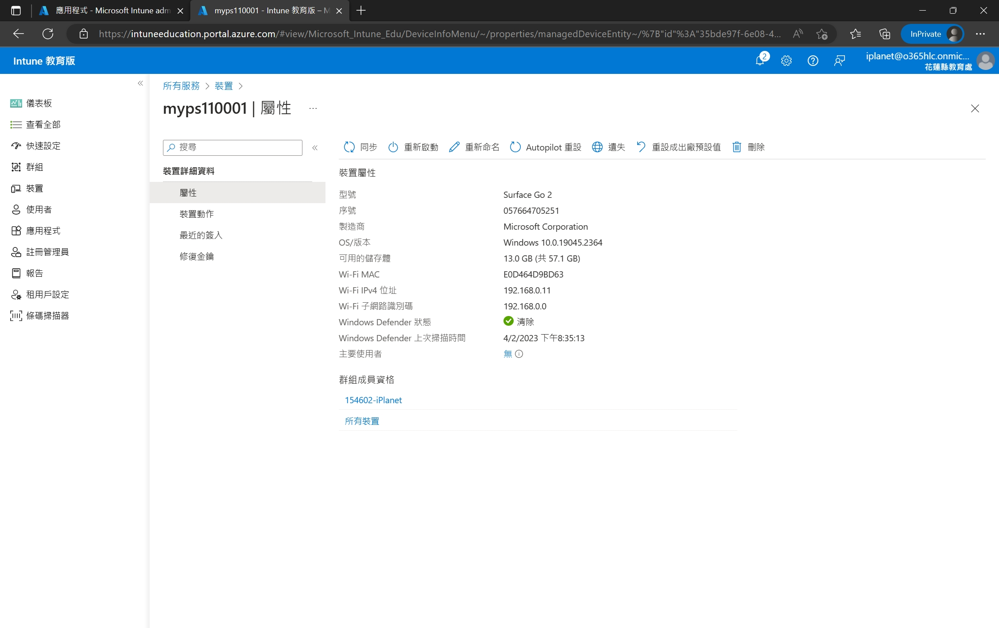 應用程式 - Microsoft Intune adm
myps110001 - Intune 教育版 – M
https://intuneeducation.portal.azure.com/#view/Microsoft_Intune_Edu/DeviceInfoMenu/~/properties/managedDeviceEntity~/%7B"id"%3A"35bde97f-6e08-4...
InPrivate
Intune 教育版
2
iplanet@o365hlc.onmic...
花蓮縣教育處
儀表板
查看全部
快速設定
群組
裝置
使用者
應用程式
註冊管理員
報告
租用戶設定
條碼掃描器
所有服務 > 裝置 >
myps110001 | 屬性 ...
搜尋
裝置詳細資料
屬性
裝置動作
最近的簽入
修復金鑰
同步 重新啟動 重新命名 Autopilot 重設 遺失 重設成出廠預設值 刪除
裝置屬性
型號 Surface Go 2
序號 057664705251
製造商 Microsoft Corporation
OS/版本 Windows 10.0.19045.2364
可用的儲存體 13.0 GB (共 57.1 GB)
Wi-Fi MAC E0D464D9BD63
Wi-Fi IPv4 位址 192.168.0.11
Wi-Fi 子網路識別碼 192.168.0.0
Windows Defender 狀態 清除
Windows Defender 上次掃描時間 4/2/2023 下午8:35:13
主要使用者 無
群組成員資格
154602-iPlanet
所有裝置